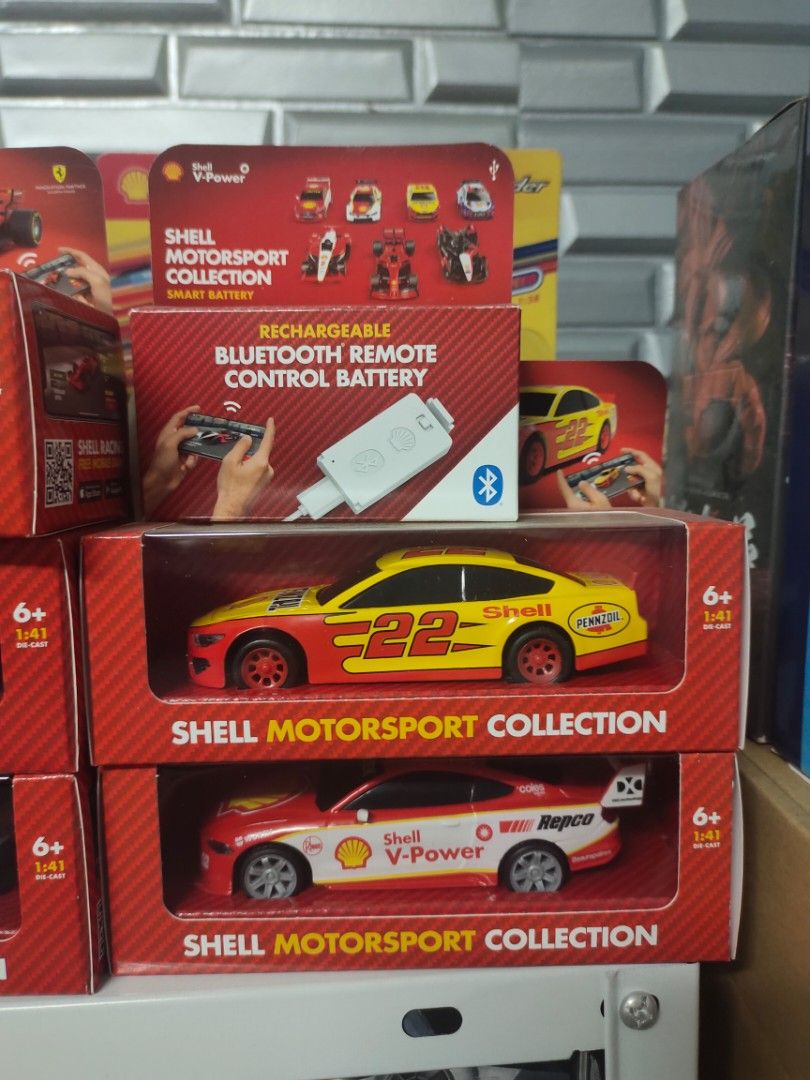 Shell
V-Power
SHELL
MOTORSPORT
COLLECTION
SMART BATTERY
RECHARGEABLE
BLUETOOTH® REMOTE
CONTROL BATTERY
SHELL RACING
22
22
Shell
PENNZOIL
6+
1:41
DIE-CAST
SHELL MOTORSPORT COLLECTION
6+
1:41
DIE-CAST
coles
Shell
V-Power
Repco
6+
1:41
DIE-CAST
SHELL MOTORSPORT COLLECTION
6+
1:41
DIE-CAST